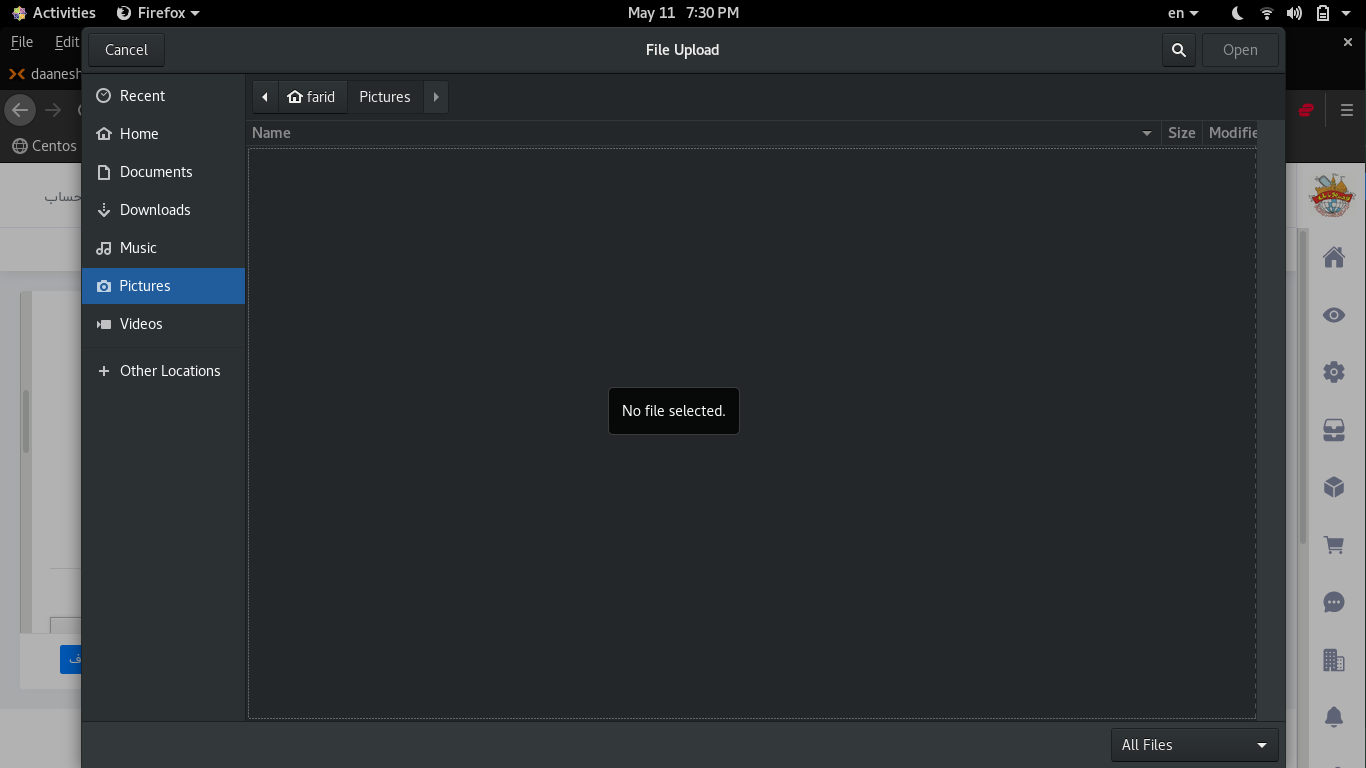 Activities Firefox May 11 7:30 PM en
File Edit
Cancel File Upload Open
daanesh
Recent
farid Pictures
Home
Name Size Modifie
Centos
Documents
حساب
Downloads
Music
Pictures
Videos
Other Locations
No file selected.
ف
All Files